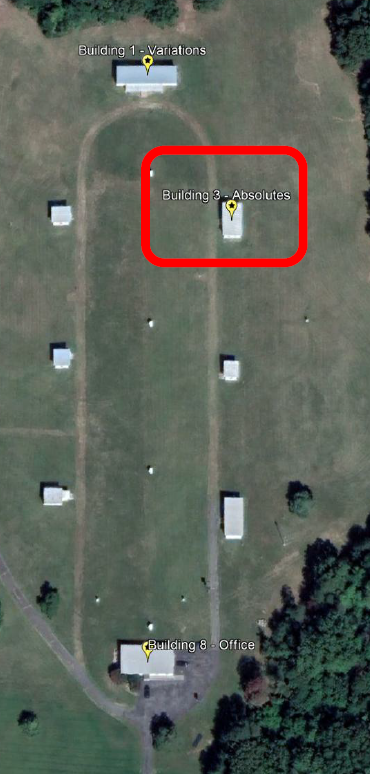 Building 1 - Variations
Building 3 - Absolutes
Building 8 - Office